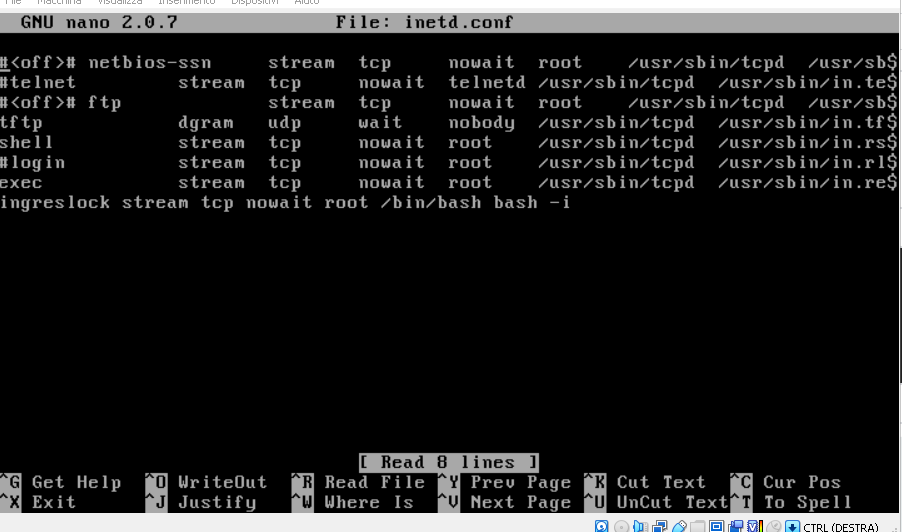 File Macchina Visualizza Inserimento Dispositivi Aiuto
GNU nano 2.0.7 File: inetd.conf
#<off># netbios-ssn stream tcp nowait root /usr/sbin/tcpd /usr/sb$
#telnet stream tcp nowait telnetd /usr/sbin/tcpd /usr/sbin/in.te$
#<off># ftp stream tcp nowait root /usr/sbin/tcpd /usr/sb$
tftp dgram udp wait nobody /usr/sbin/tcpd /usr/sbin/in.tf$
shell stream tcp nowait root /usr/sbin/tcpd /usr/sbin/in.rs$
#login stream tcp nowait root /usr/sbin/tcpd /usr/sbin/in.rl$
exec stream tcp nowait root /usr/sbin/tcpd /usr/sbin/in.re$
ingreslock stream tcp nowait root /bin/bash bash -i
[ Read 8 lines ]
^G Get Help ^O WriteOut ^R Read File ^Y Prev Page ^K Cut Text ^C Cur Pos
^X Exit ^J Justify ^W Where Is ^V Next Page ^U UnCut Text ^T To Spell
CTRL (DESTRA)